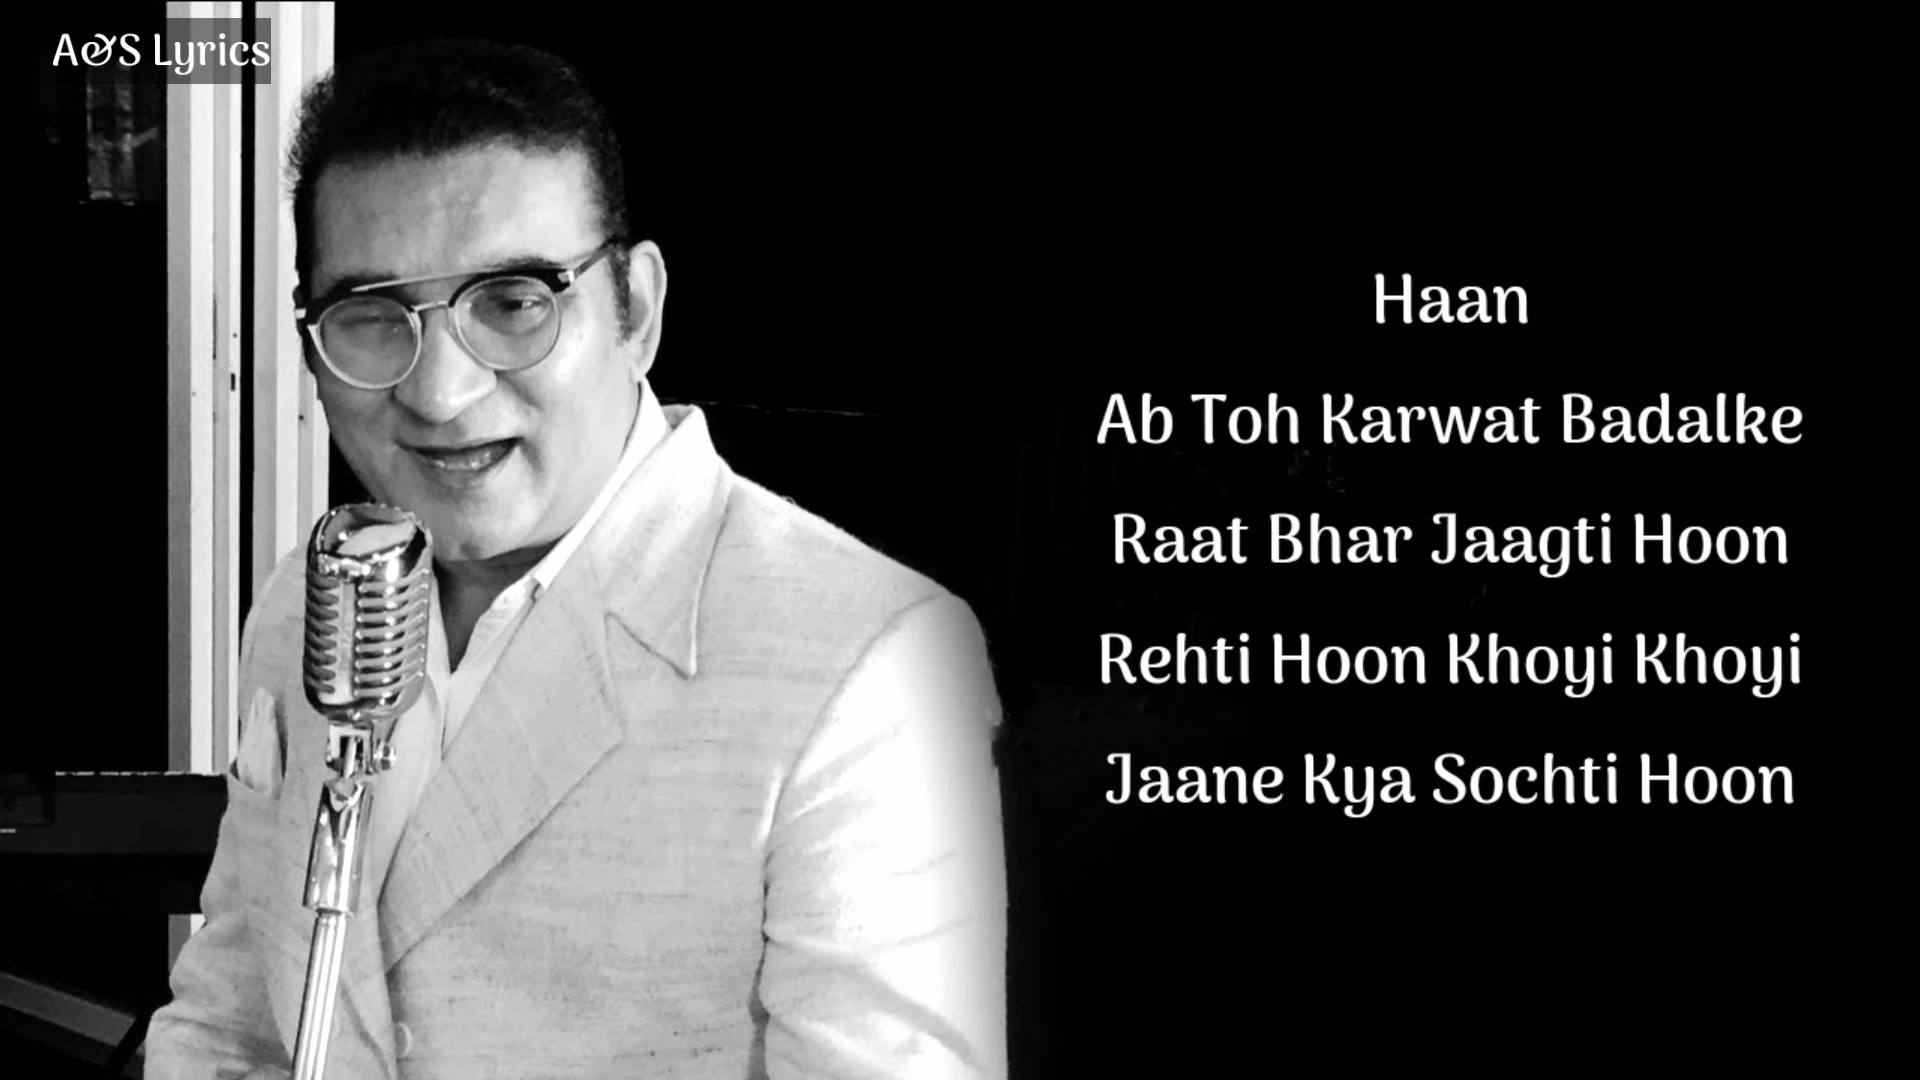 A&S Lyrics
Haan
Ab Toh Karwat Badalke
Raat Bhar Jaagti Hoon
Rehti Hoon Khoyi Khoyi
Jaane Kya Sochti Hoon